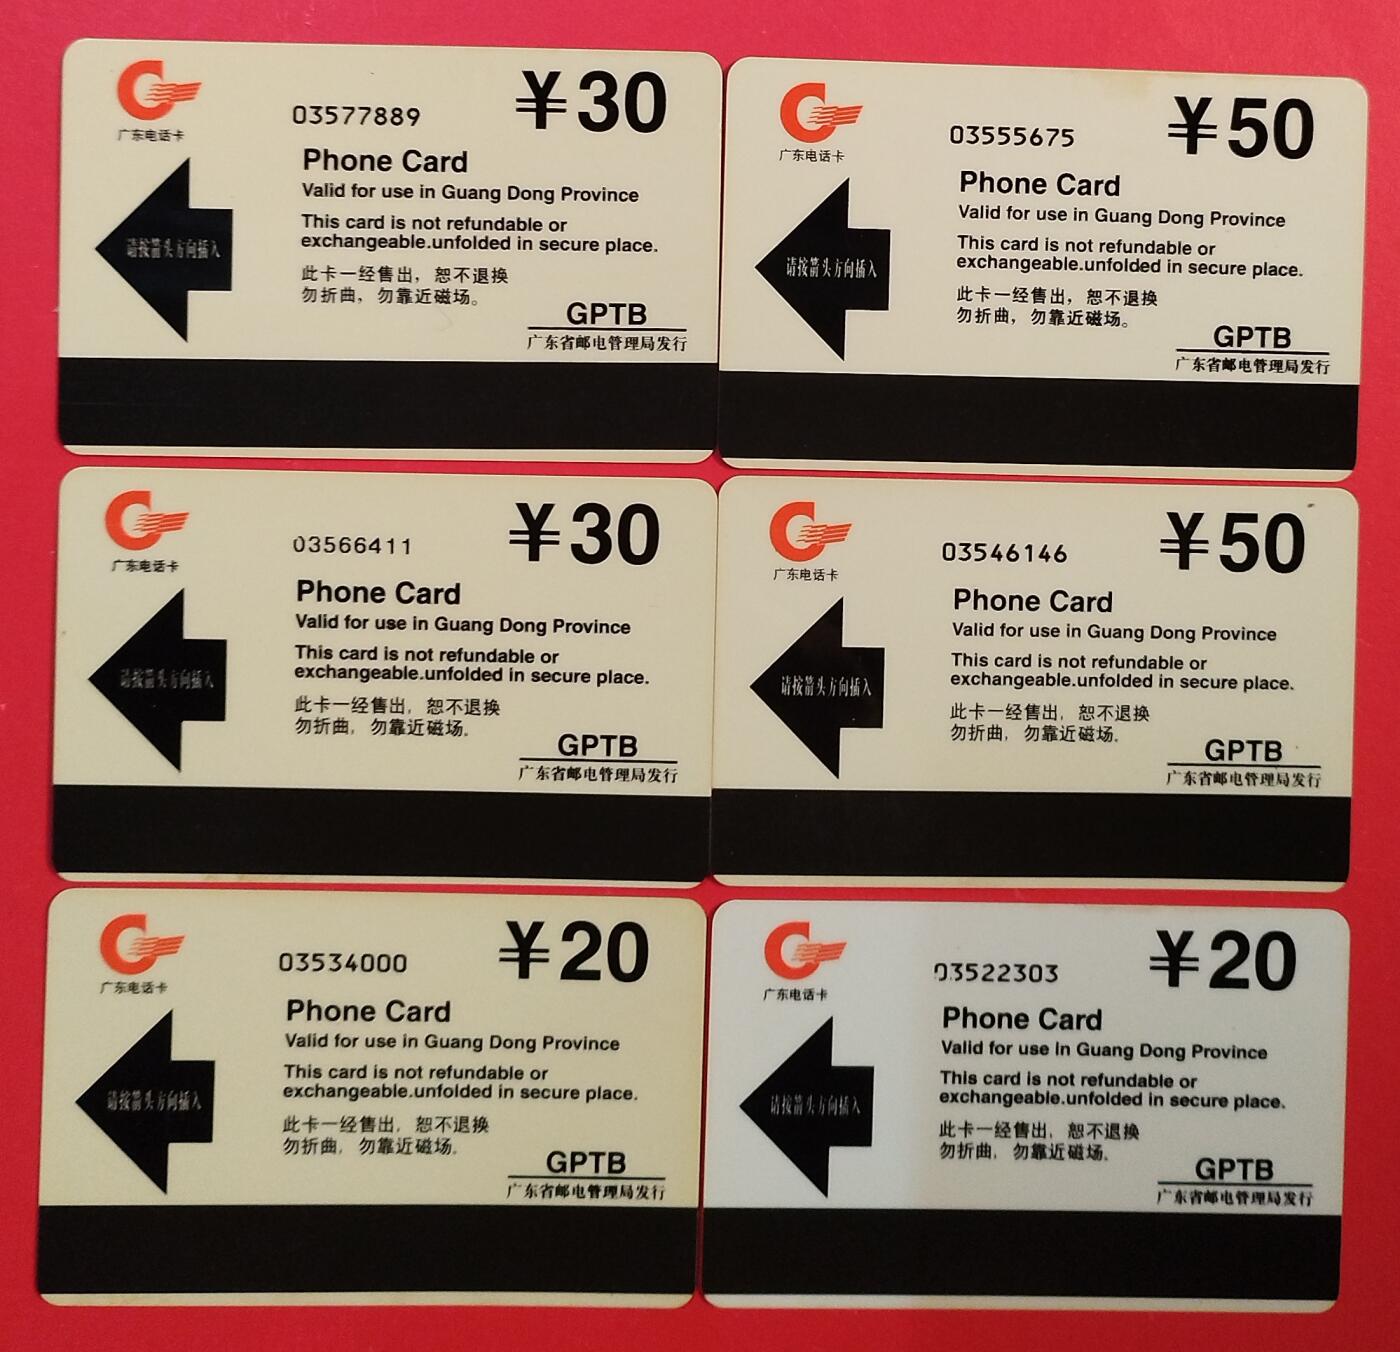 ¥30
03577889
广东电话卡
Phone Card
Valid for use in Guang Dong Province
This card is not refundable or
exchangeable.unfolded in secure place.
请按箭头方向插入
此卡一经售出，恕不退换
勿折曲，勿靠近磁场。
GPTB
广东省邮电管理局发行
¥50
03555675
广东电话卡
Phone Card
Valid for use in Guang Dong Province
This card is not refundable or
exchangeable.unfolded in secure place.
请按箭头方向插入
此卡一经售出，恕不退换
勿折曲，勿靠近磁场。
GPTB
广东省邮电管理局发行
¥30
03566411
广东电话卡
Phone Card
Valid for use in Guang Dong Province
This card is not refundable or
exchangeable.unfolded in secure place.
请按箭头方向插入
此卡一经售出，恕不退换
勿折曲，勿靠近磁场。
GPTB
广东省邮电管理局发行
¥50
03546146
广东电话卡
Phone Card
Valid for use in Guang Dong Province
This card is not refundable or
exchangeable.unfolded in secure place.
请按箭头方向插入
此卡一经售出，恕不退换
勿折曲，勿靠近磁场。
GPTB
广东省邮电管理局发行
¥20
03534000
广东电话卡
Phone Card
Valid for use in Guang Dong Province
This card is not refundable or
exchangeable.unfolded in secure place.
请按箭头方向插入
此卡一经售出，恕不退换
勿折曲，勿靠近磁场。
GPTB
广东省邮电管理局发行
¥20
03522303
广东电话卡
Phone Card
Valid for use in Guang Dong Province
This card is not refundable or
exchangeable.unfolded in secure place.
请按箭头方向插入
此卡一经售出，恕不退换
勿折曲，勿靠近磁场。
GPTB
广东省邮电管理局发行